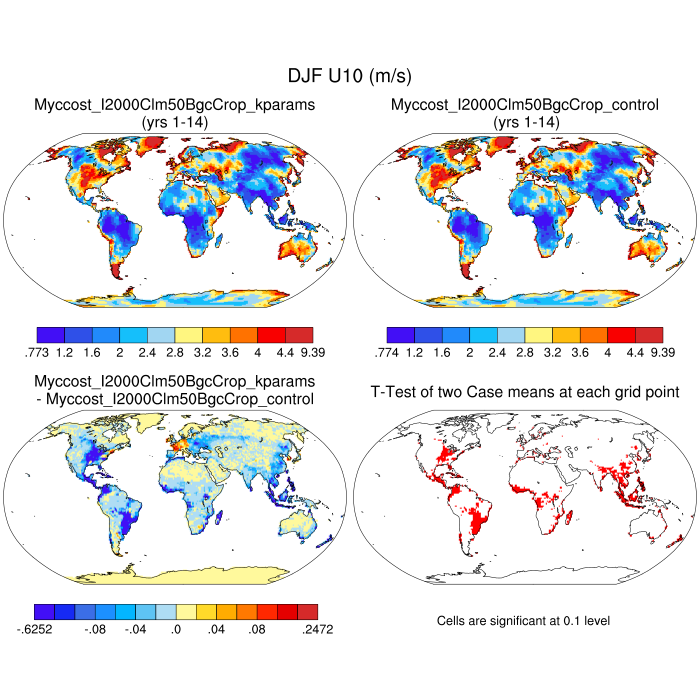 DJF U10 (m/s)
Myccost_I2000Clm50BgcCrop_kparams
(yrs 1-14)
Myccost_I2000Clm50BgcCrop_control
(yrs 1-14)
.773 1.2 1.6 2 2.4 2.8 3.2 3.6 4 4.4 9.39
.774 1.2 1.6 2 2.4 2.8 3.2 3.6 4 4.4 9.39
Myccost_I2000Clm50BgcCrop_kparams
- Myccost_I2000Clm50BgcCrop_control
T-Test of two Case means at each grid point
-.6252 -.08 -.04 .0 .04 .08 .2472
Cells are significant at 0.1 level